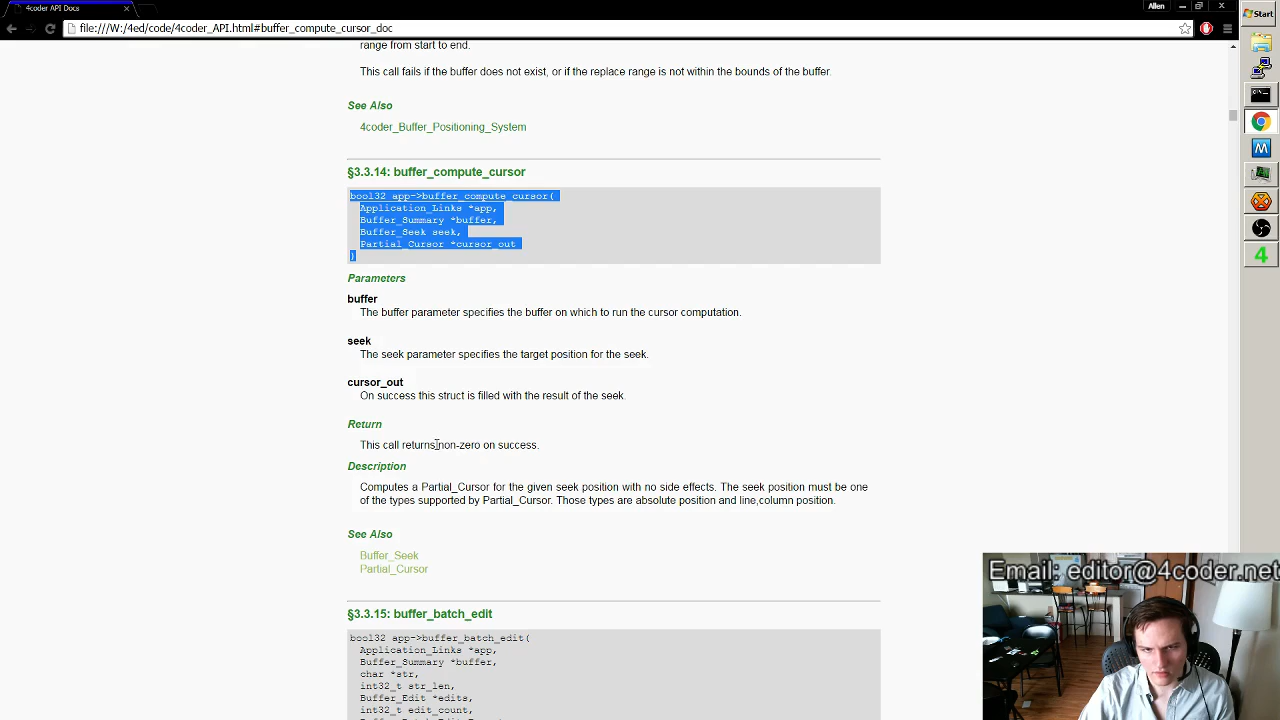 4coder API Docs
Allen
file:///W:/4ed/code/4coder_API.html#buffer_compute_cursor_doc
Start
range from start to end.
This call fails if the buffer does not exist, or if the replace range is not within the bounds of the buffer.
See Also
4coder_Buffer_Positioning_System
§3.3.14: buffer_compute_cursor
bool32 app->buffer_compute_cursor(
Application_Links *app,
Buffer_Summary *buffer,
Buffer_Seek seek,
Partial_Cursor *cursor_out
)
Parameters
buffer
The buffer parameter specifies the buffer on which to run the cursor computation.
seek
The seek parameter specifies the target position for the seek.
cursor_out
On success this struct is filled with the result of the seek.
Return
This call returns non-zero on success.
Description
Computes a Partial_Cursor for the given seek position with no side effects. The seek position must be one
of the types supported by Partial_Cursor. Those types are absolute position and line,column position.
See Also
Buffer_Seek
Partial_Cursor
§3.3.15: buffer_batch_edit
bool32 app->buffer_batch_edit(
Application_Links *app,
Buffer_Summary *buffer,
char *str,
int32_t str_len,
Buffer_Edit *edits,
int32_t edit_count,
M
4
Email: editor@4coder.net